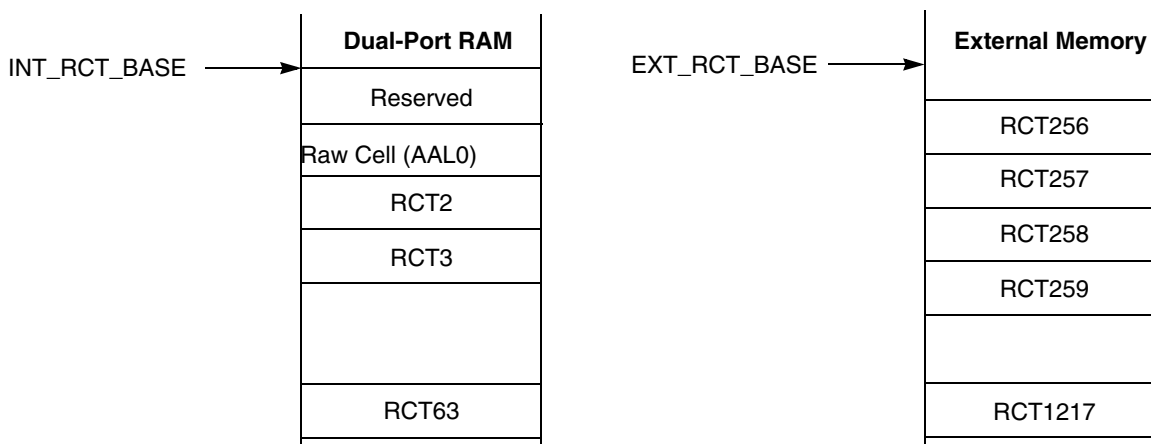 Dual-Port RAM
INT_RCT_BASE
Reserved
Raw Cell (AAL0)
RCT2
RCT3
RCT63
External Memory
EXT_RCT_BASE
RCT256
RCT257
RCT258
RCT259
RCT1217